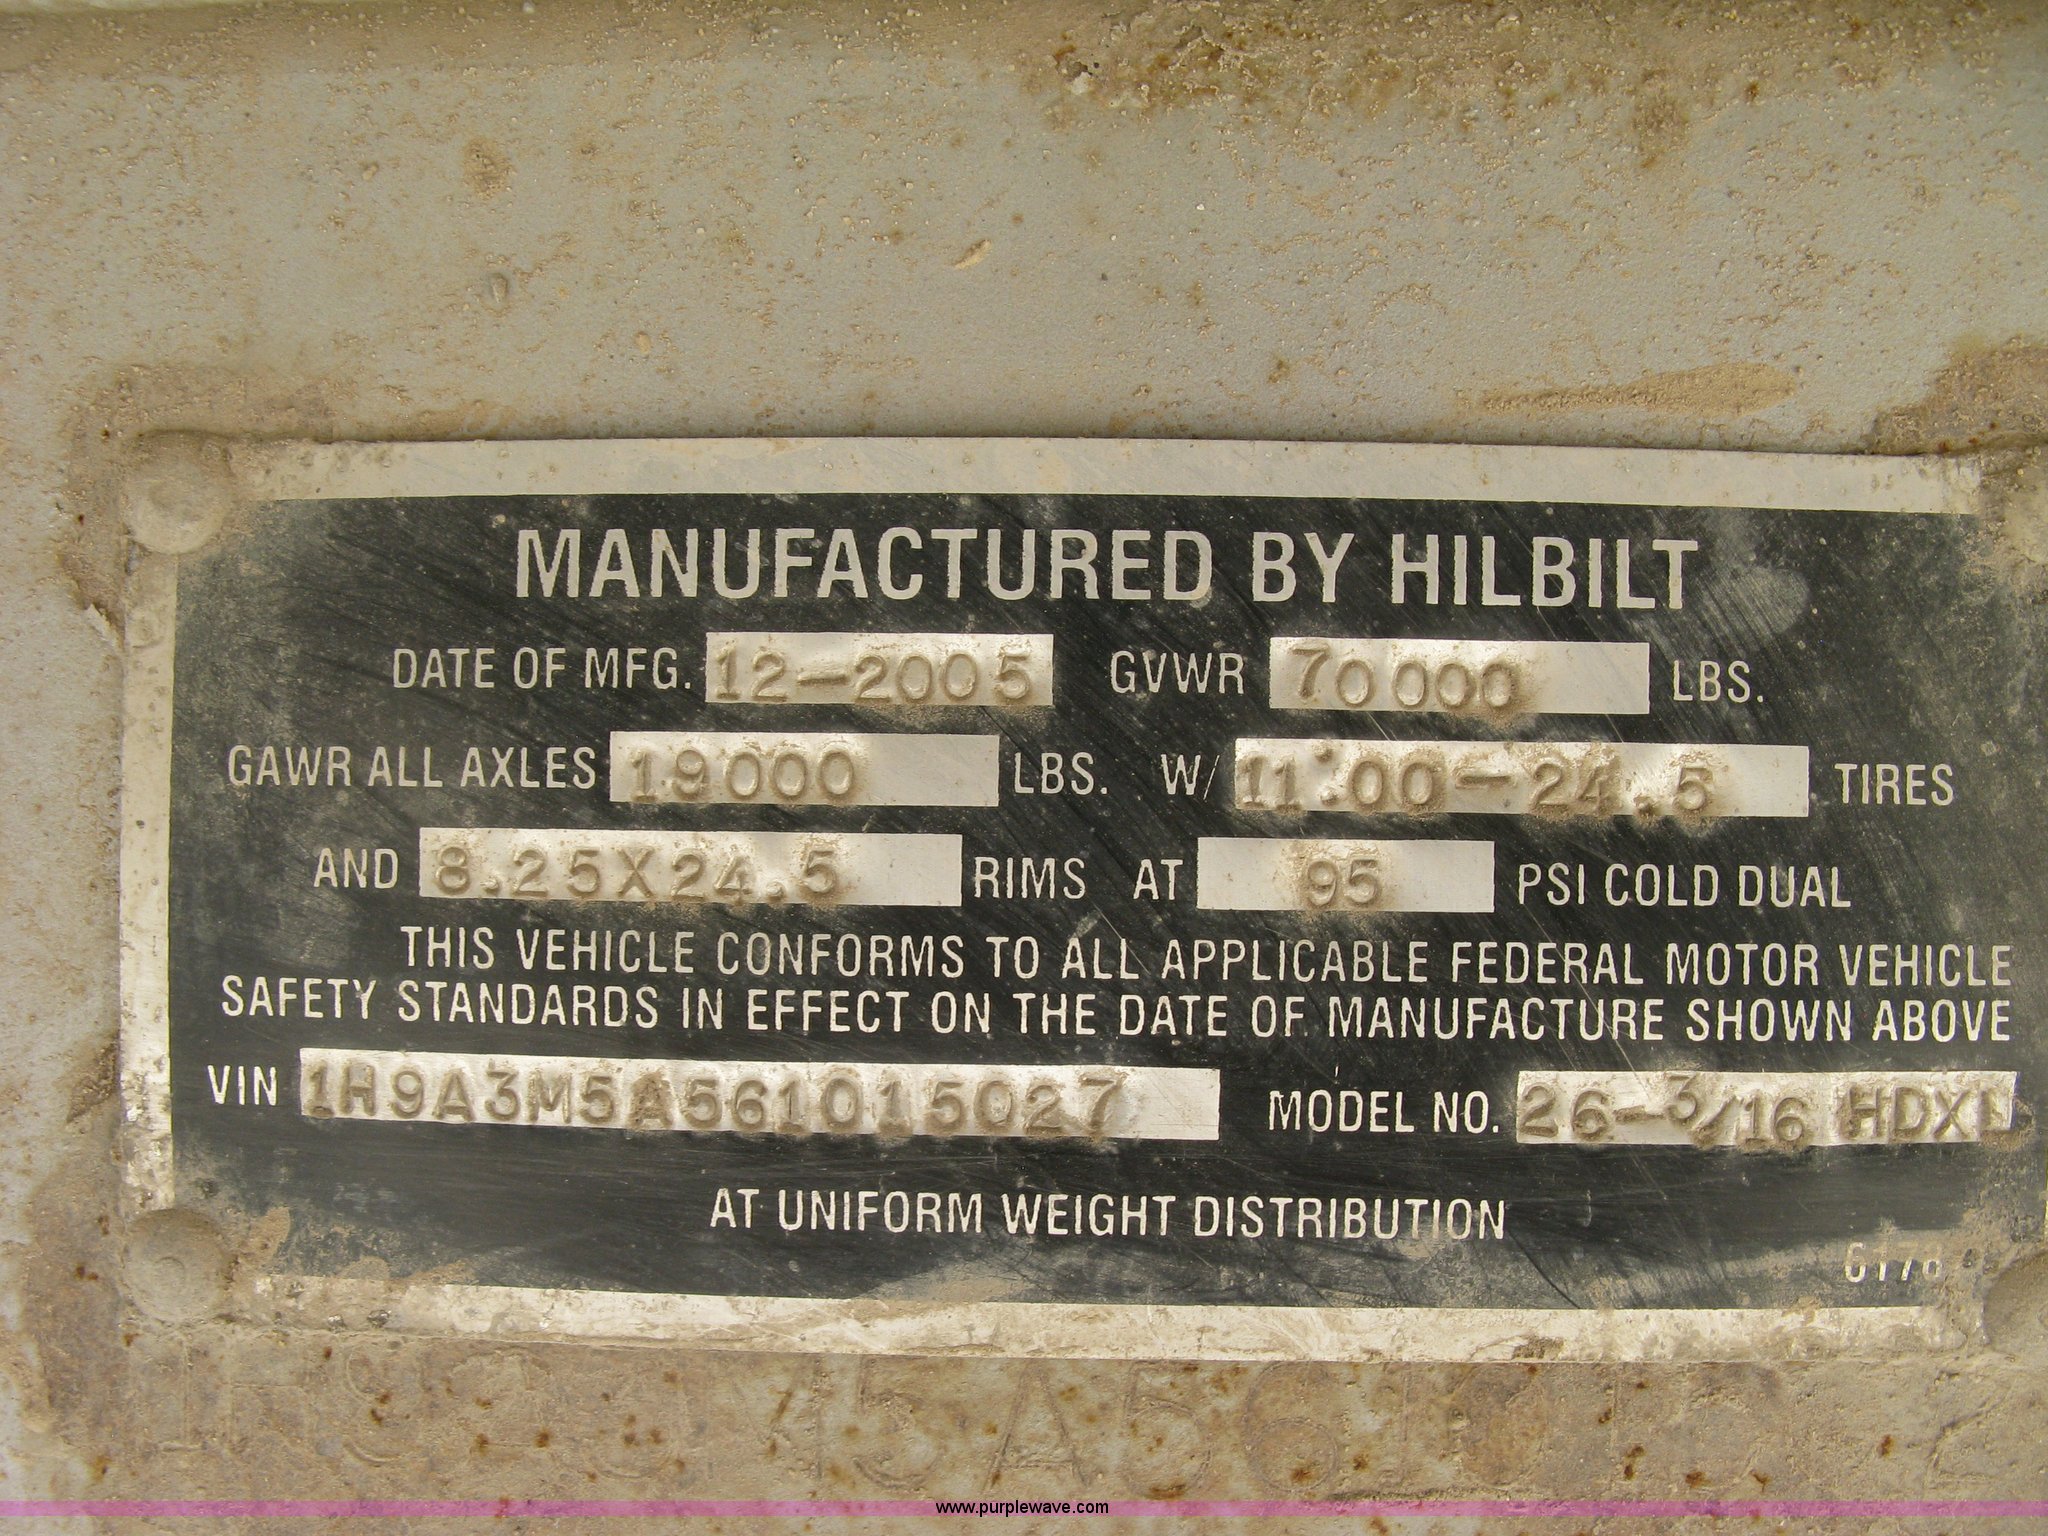 MANUFACTURED BY HILBILT
DATE OF MFG. 12-2005 GVWR 70000 LBS.
GAWR ALL AXLES 19000 LBS. W/ 11:00-24.5 TIRES
AND 8.25X24.5 RIMS AT 95 PSI COLD DUAL
THIS VEHICLE CONFORMS TO ALL APPLICABLE FEDERAL MOTOR VEHICLE
SAFETY STANDARDS IN EFFECT ON THE DATE OF MANUFACTURE SHOWN ABOVE
VIN 1H9A3M5A561015027 MODEL NO. 26-3/16 HDXL
AT UNIFORM WEIGHT DISTRIBUTION
www.purplewave.com